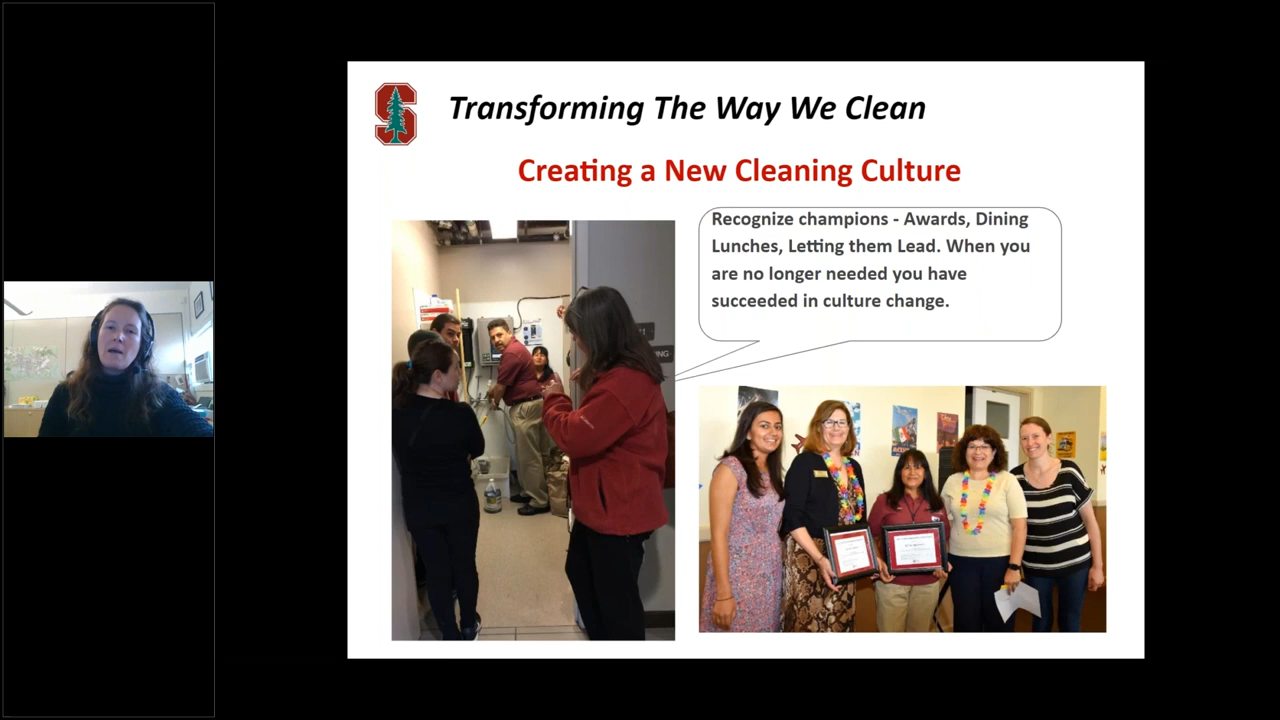 Transforming The Way We Clean
Creating a New Cleaning Culture
Recognize champions - Awards, Dining
Lunches, Letting them Lead. When you
are no longer needed you have
succeeded in culture change.